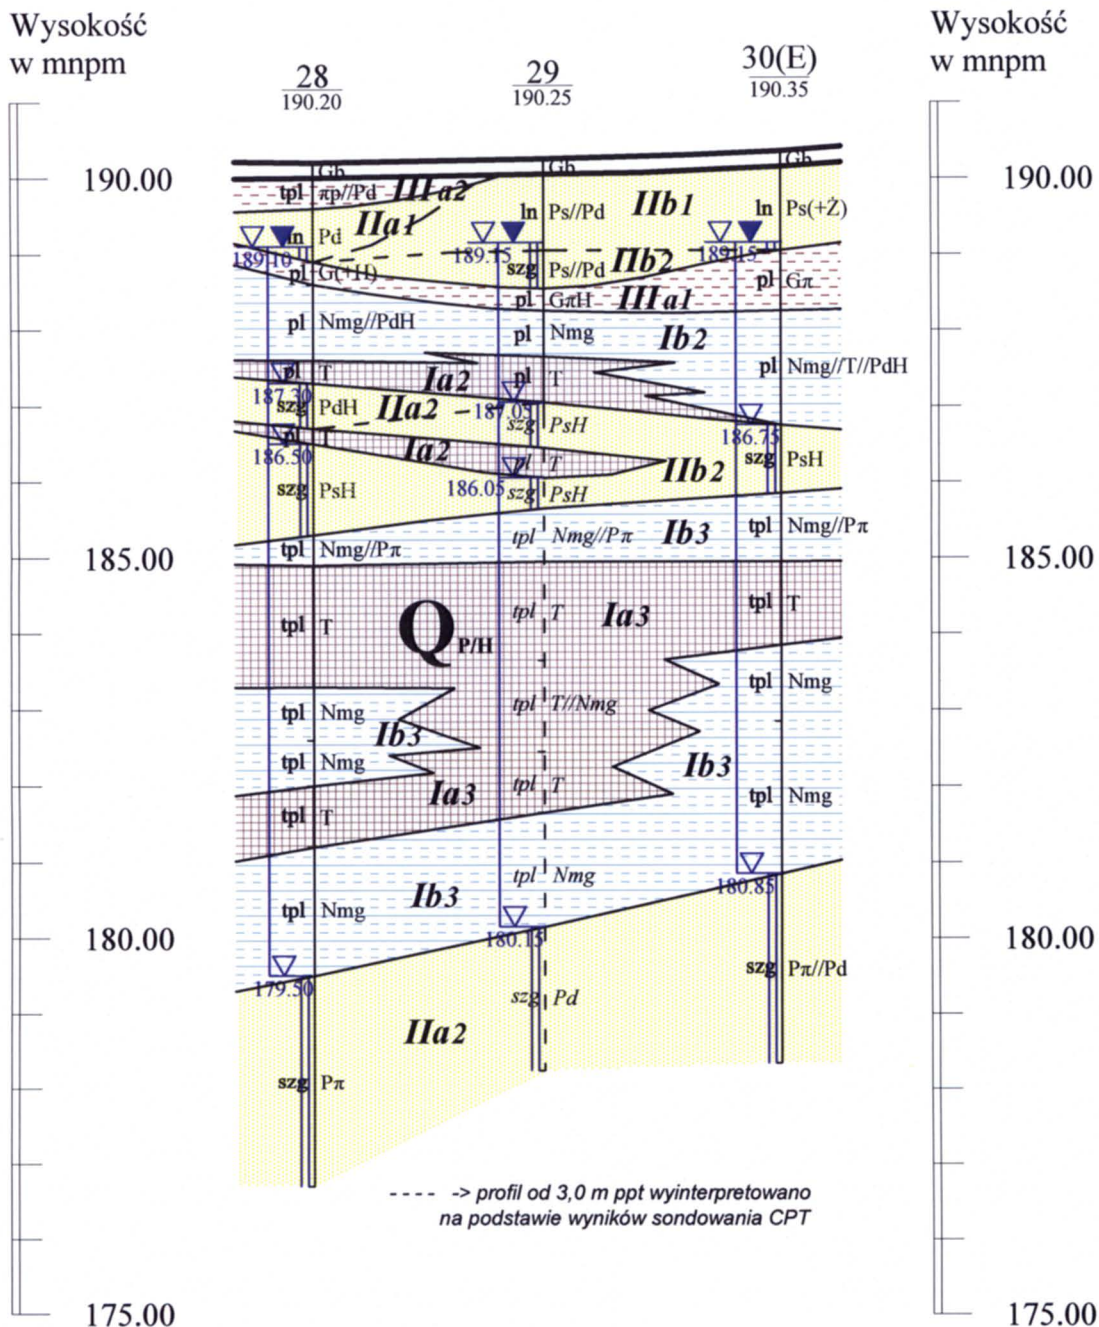 Wysokość
w mnpm
Wysokość
w mnpm
28
190.20
29
190.25
30(E)
190.35
190.00
190.00
Gb
Gb
Gb
tpl πp//Pd
IIIa2
IIa1
ln Ps//Pd
IIb1
ln Ps(+Ż)
ln Pd
189.10
189.15
189.15
szg Ps//Pd
IIb2
pl G(+H)
pl GπH
IIIa1
pl Gπ
pl Nmg//PdH
pl Nmg
Ib2
pl Nmg//T//PdH
pl T
Ia2
pl T
187.30
szg PdH
IIa2
187.05
szg PsH
186.75
pl T
Ia2
186.50
pl T
IIb2
szg PsH
szg PsH
186.05
szg PsH
tpl Nmg//Pπ
tpl Nmg//Pπ
Ib3
tpl Nmg//Pπ
185.00
185.00
tpl T
Q P/H
tpl T
Ia3
tpl T
tpl Nmg
Ib3
tpl T//Nmg
tpl Nmg
tpl Nmg
Ia3
tpl T
Ib3
tpl Nmg
tpl T
tpl Nmg
180.85
tpl Nmg
Ib3
180.00
180.15
180.00
179.50
szg Pd
szg Pπ//Pd
IIa2
szg Pπ
---- -> profil od 3,0 m ppt wyinterpretowano
na podstawie wyników sondowania CPT
175.00
175.00